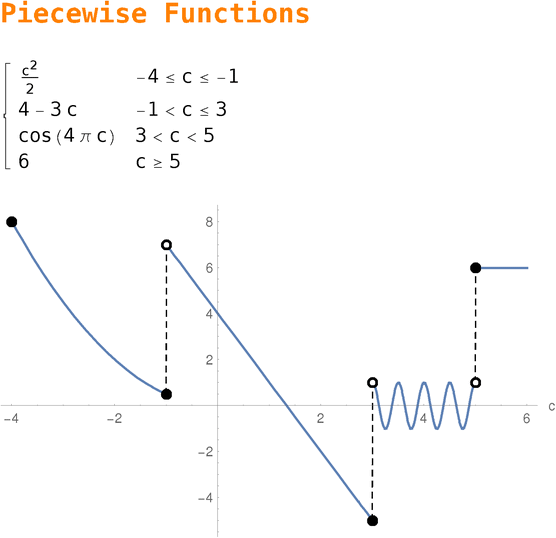 Piecewise Functions
c²/2 -4 ≤ c ≤ -1
4 - 3 c -1 < c ≤ 3
cos (4 π c) 3 < c < 5
6 c ≥ 5
8
6
4
2
-4 -2 2 4 6 c
-2
-4